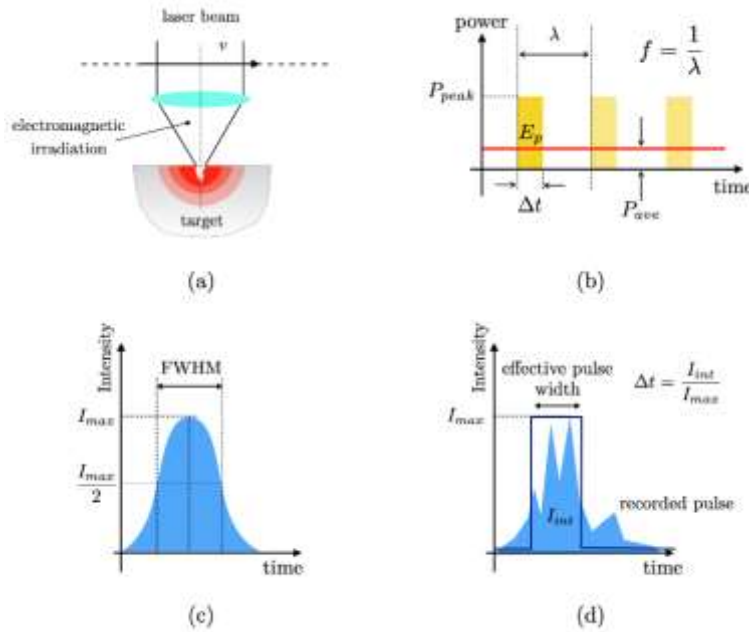 laser beam
v
electromagnetic
irradiation
target
(a)
power
λ
f = 1/λ
P_peak
E_p
time
Δt
P_ave
(b)
Intensity
FWHM
I_max
I_max/2
time
(c)
Intensity
effective pulse
width
Δt = I_int/I_max
I_max
I_int
recorded pulse
time
(d)